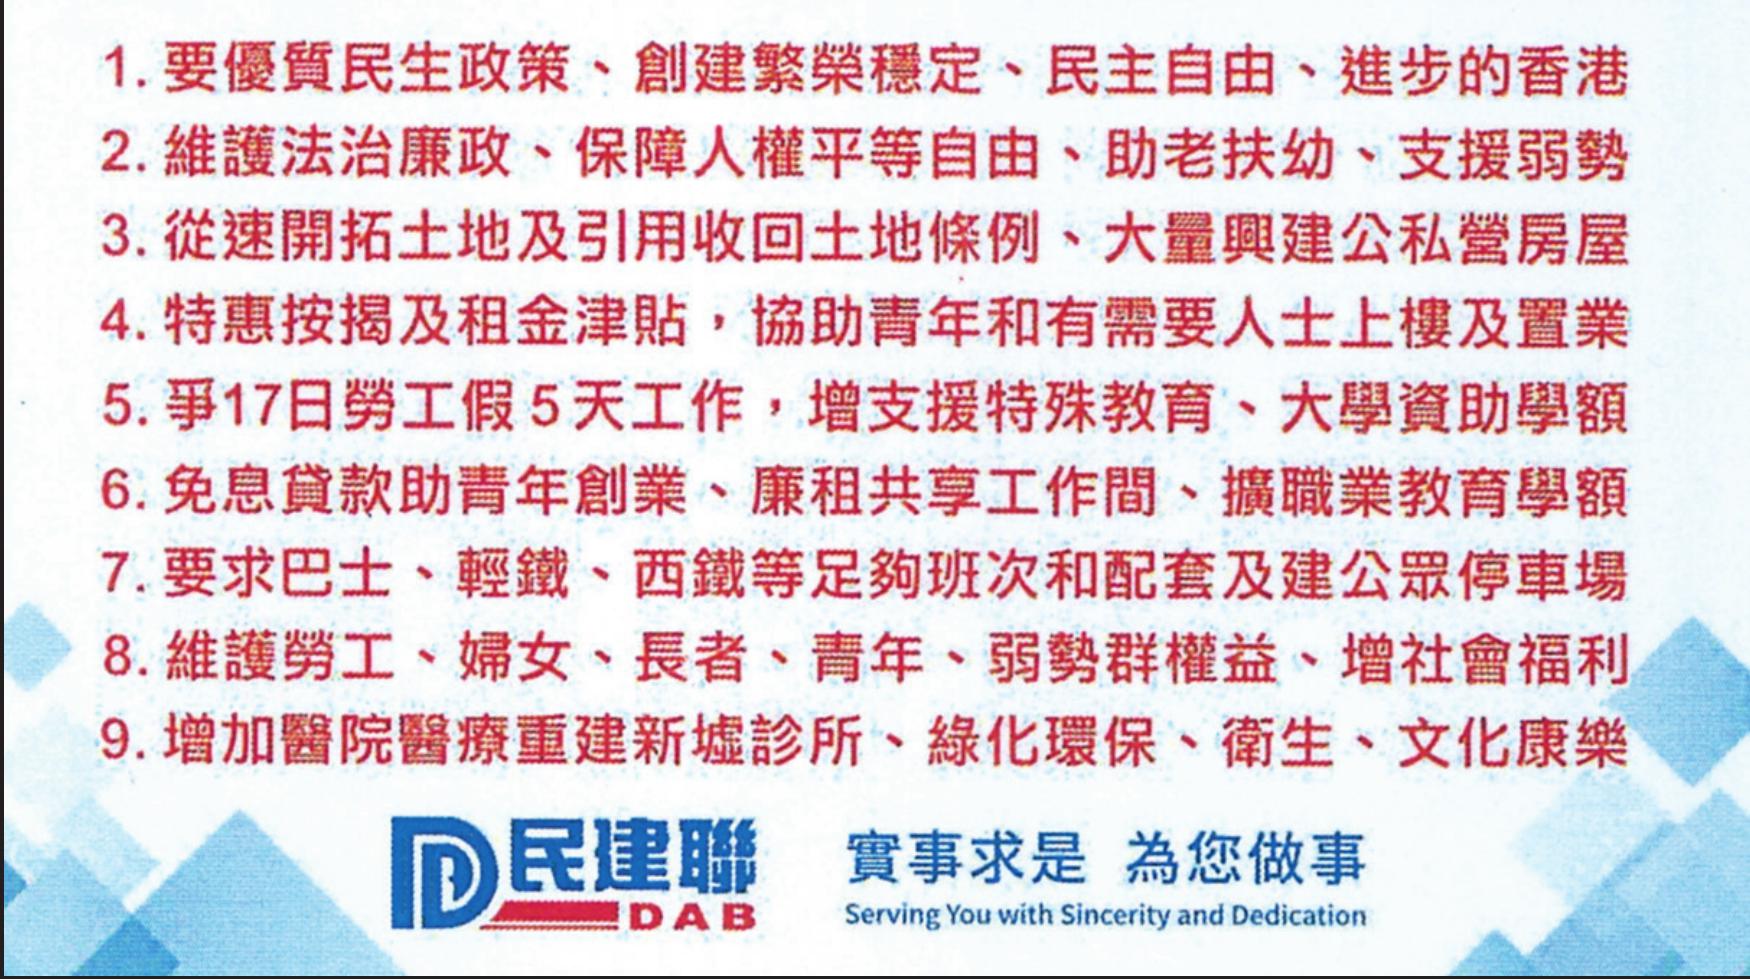 1. 要優質民生政策、創建繁榮穩定、民主自由、進步的香港
2. 維護法治廉政、保障人權平等自由、助老扶幼、支援弱勢
3. 從速開拓土地及引用收回土地條例、大量興建公私營房屋
4. 特惠按揭及租金津貼，協助青年和有需要人士上樓及置業
5. 爭17日勞工假5天工作，增支援特殊教育、大學資助學額
6. 免息貸款助青年創業、廉租共享工作間、擴職業教育學額
7. 要求巴士、輕鐵、西鐵等足夠班次和配套及建公眾停車場
8. 維護勞工、婦女、長者、青年、弱勢群權益、增社會福利
9. 增加醫院醫療重建新墟診所、綠化環保、衛生、文化康樂
民建聯
DAB
實事求是 為您做事
Serving You with Sincerity and Dedication